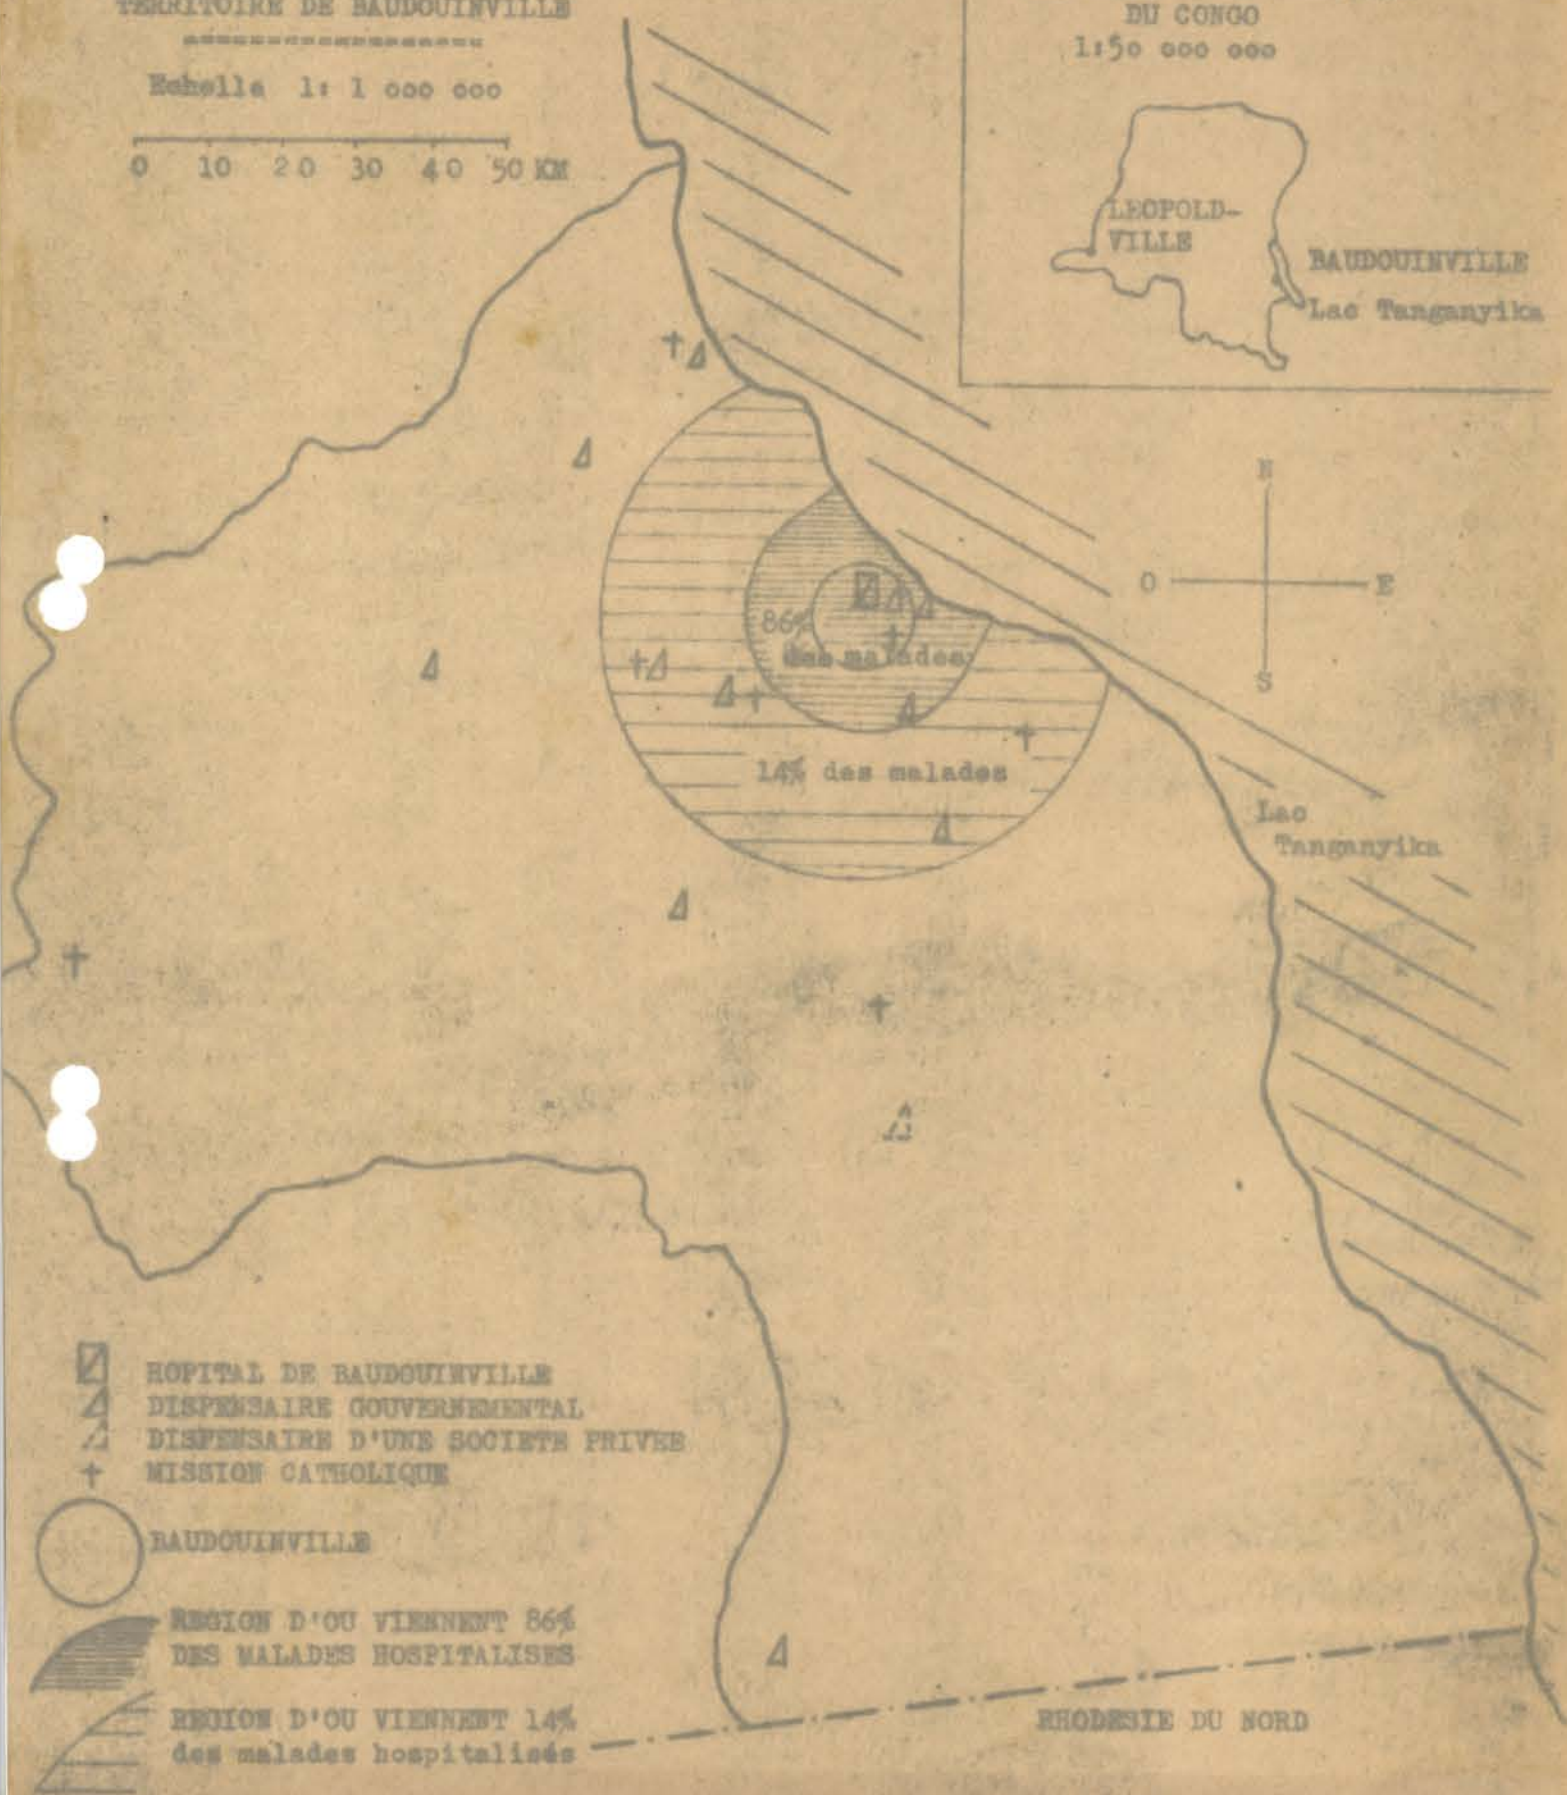 TERRITOIRE DE BAUDOUINVILLE
Echelle 1: 1 000 000
0 10 20 30 40 50 KM
DU CONGO
1:50 000 000
LEOPOLD-
VILLE
BAUDOUINVILLE
Lac Tanganyika
N
O
E
S
86%
des malades
14% des malades
Lac
Tanganyika
HOPITAL DE BAUDOUINVILLE
DISPENSAIRE GOUVERNEMENTAL
DISPENSAIRE D'UNE SOCIETE PRIVEE
MISSION CATHOLIQUE
BAUDOUINVILLE
REGION D'OU VIENNENT 86%
DES MALADES HOSPITALISES
REGION D'OU VIENNENT 14%
des malades hospitalisés
RHODESIE DU NORD